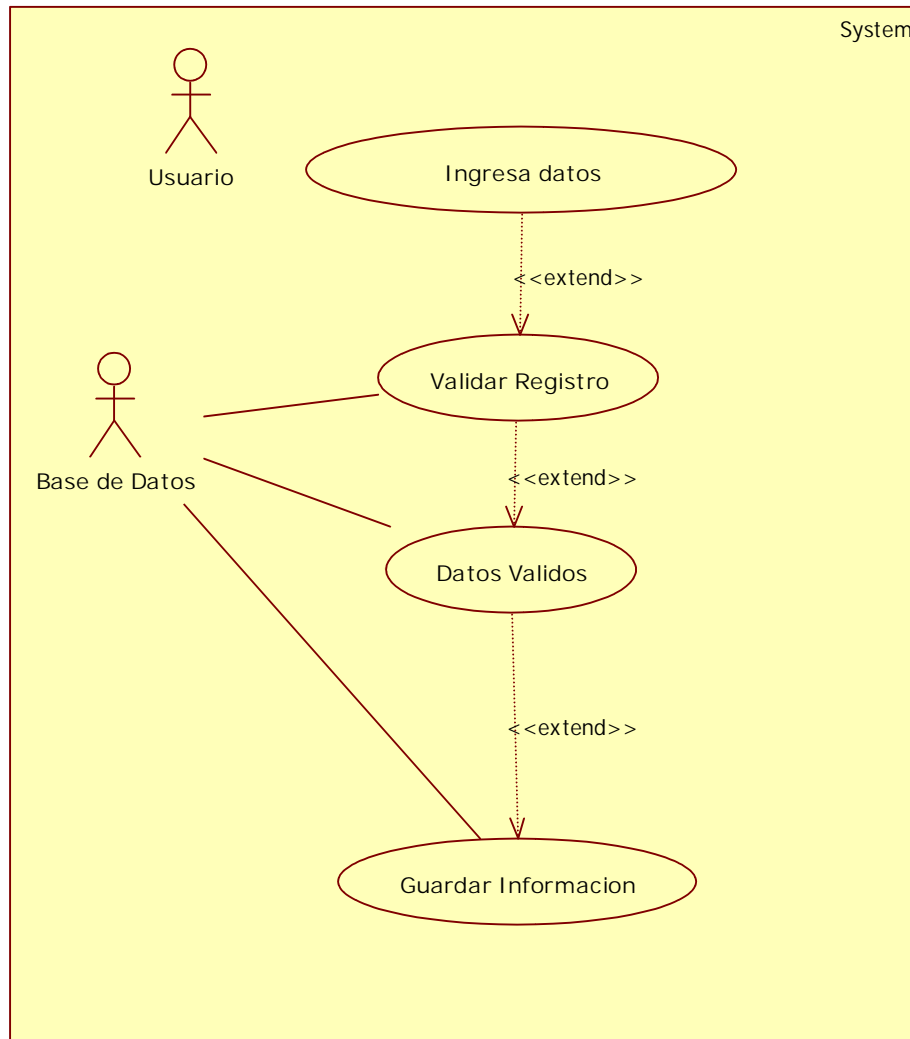 System
Usuario
Ingresa datos
<<extend>>
Validar Registro
Base de Datos
<<extend>>
Datos Validos
<<extend>>
Guardar Informacion